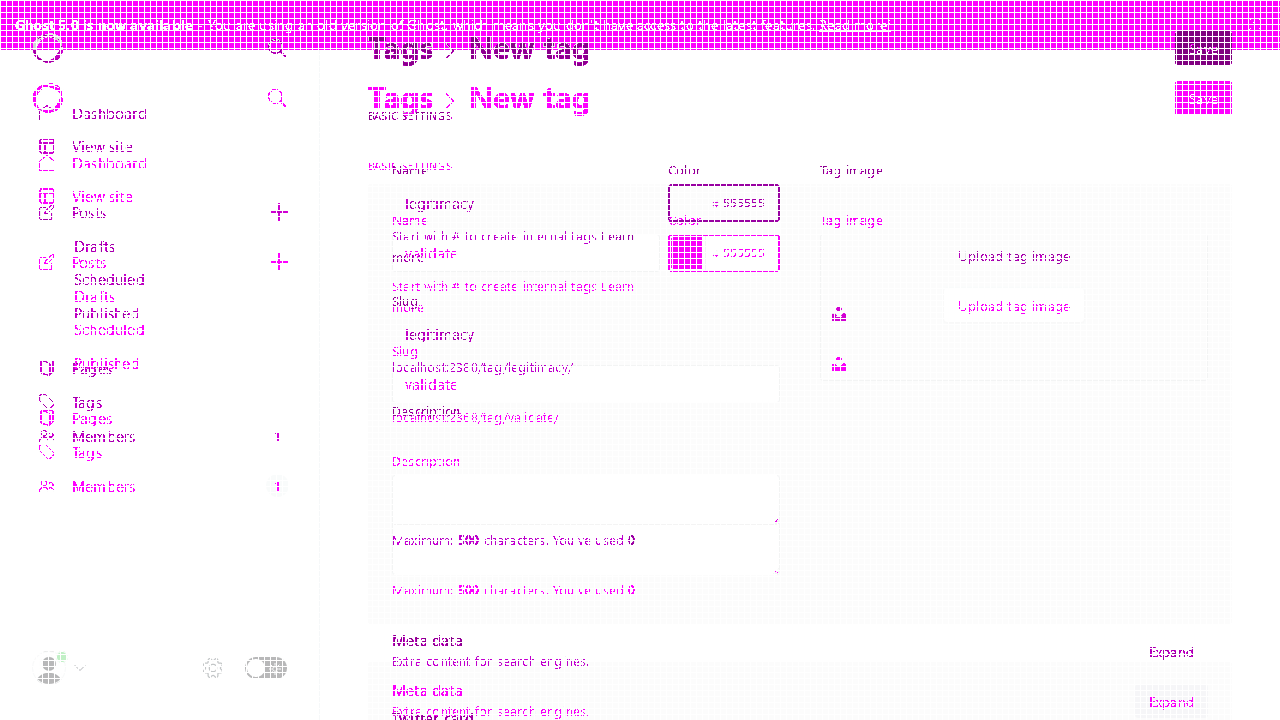 Ghost 5.0 is now available - You are using an old version of Ghost, which means you don't have access to the latest features. Read more!
Tags > New tag
Save
Tags > New tag
Save
Dashboard
BASIC SETTINGS
View site
Dashboard
BASIC SETTINGS
Name
Color
Tag image
View site
Posts
legitimacy
# 555555
Name
Color
Tag image
Start with # to create internal tags Learn
more
Drafts
validate
# 555555
Upload tag image
Posts
Scheduled
Start with # to create internal tags Learn
more
Drafts
Slug
Upload tag image
Published
Scheduled
legitimacy
Slug
Published
Pages
localhost:2368/tag/legitimacy/
validate
Tags
Description
Pages
localhost:2368/tag/validate/
Members
1
Tags
Description
Members
1
Maximum: 500 characters. You've used 0
Maximum: 500 characters. You've used 0
Meta data
Extra content for search engines.
Expand
Meta data
Extra content for search engines.
Expand
Twitter card